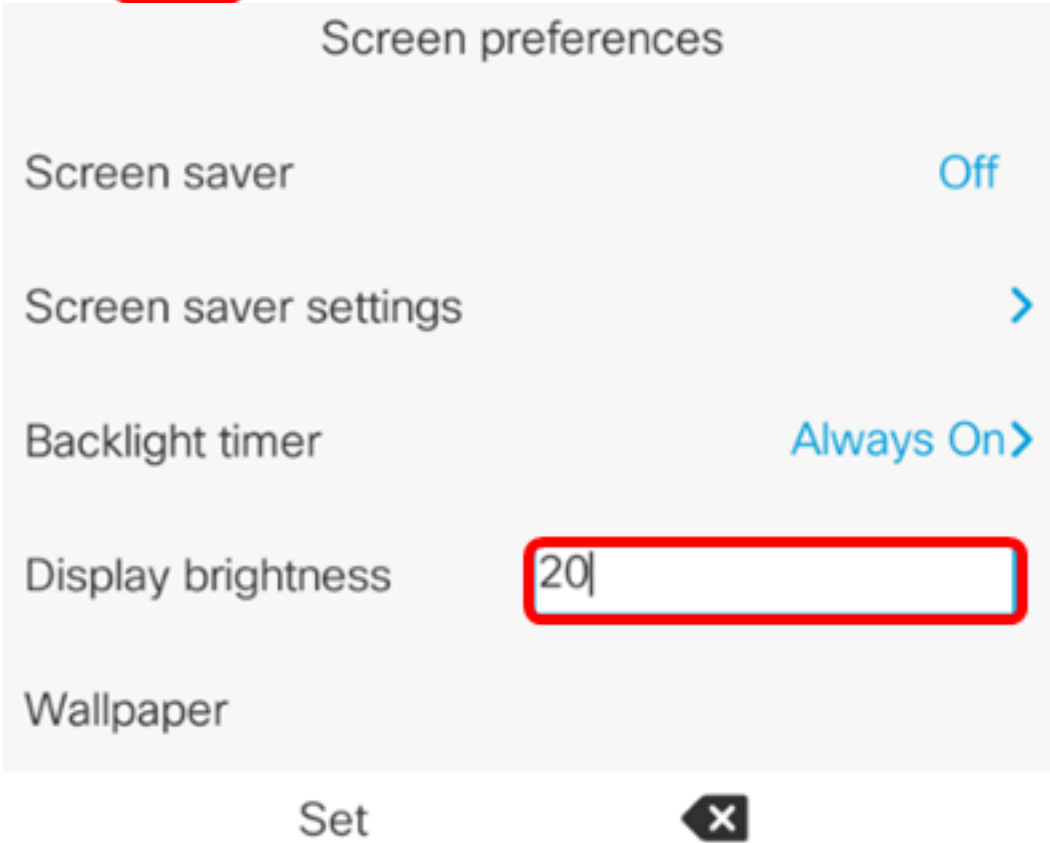 Screen preferences
Screen saver Off
Screen saver settings
Backlight timer Always On
Display brightness 20
Wallpaper
Set